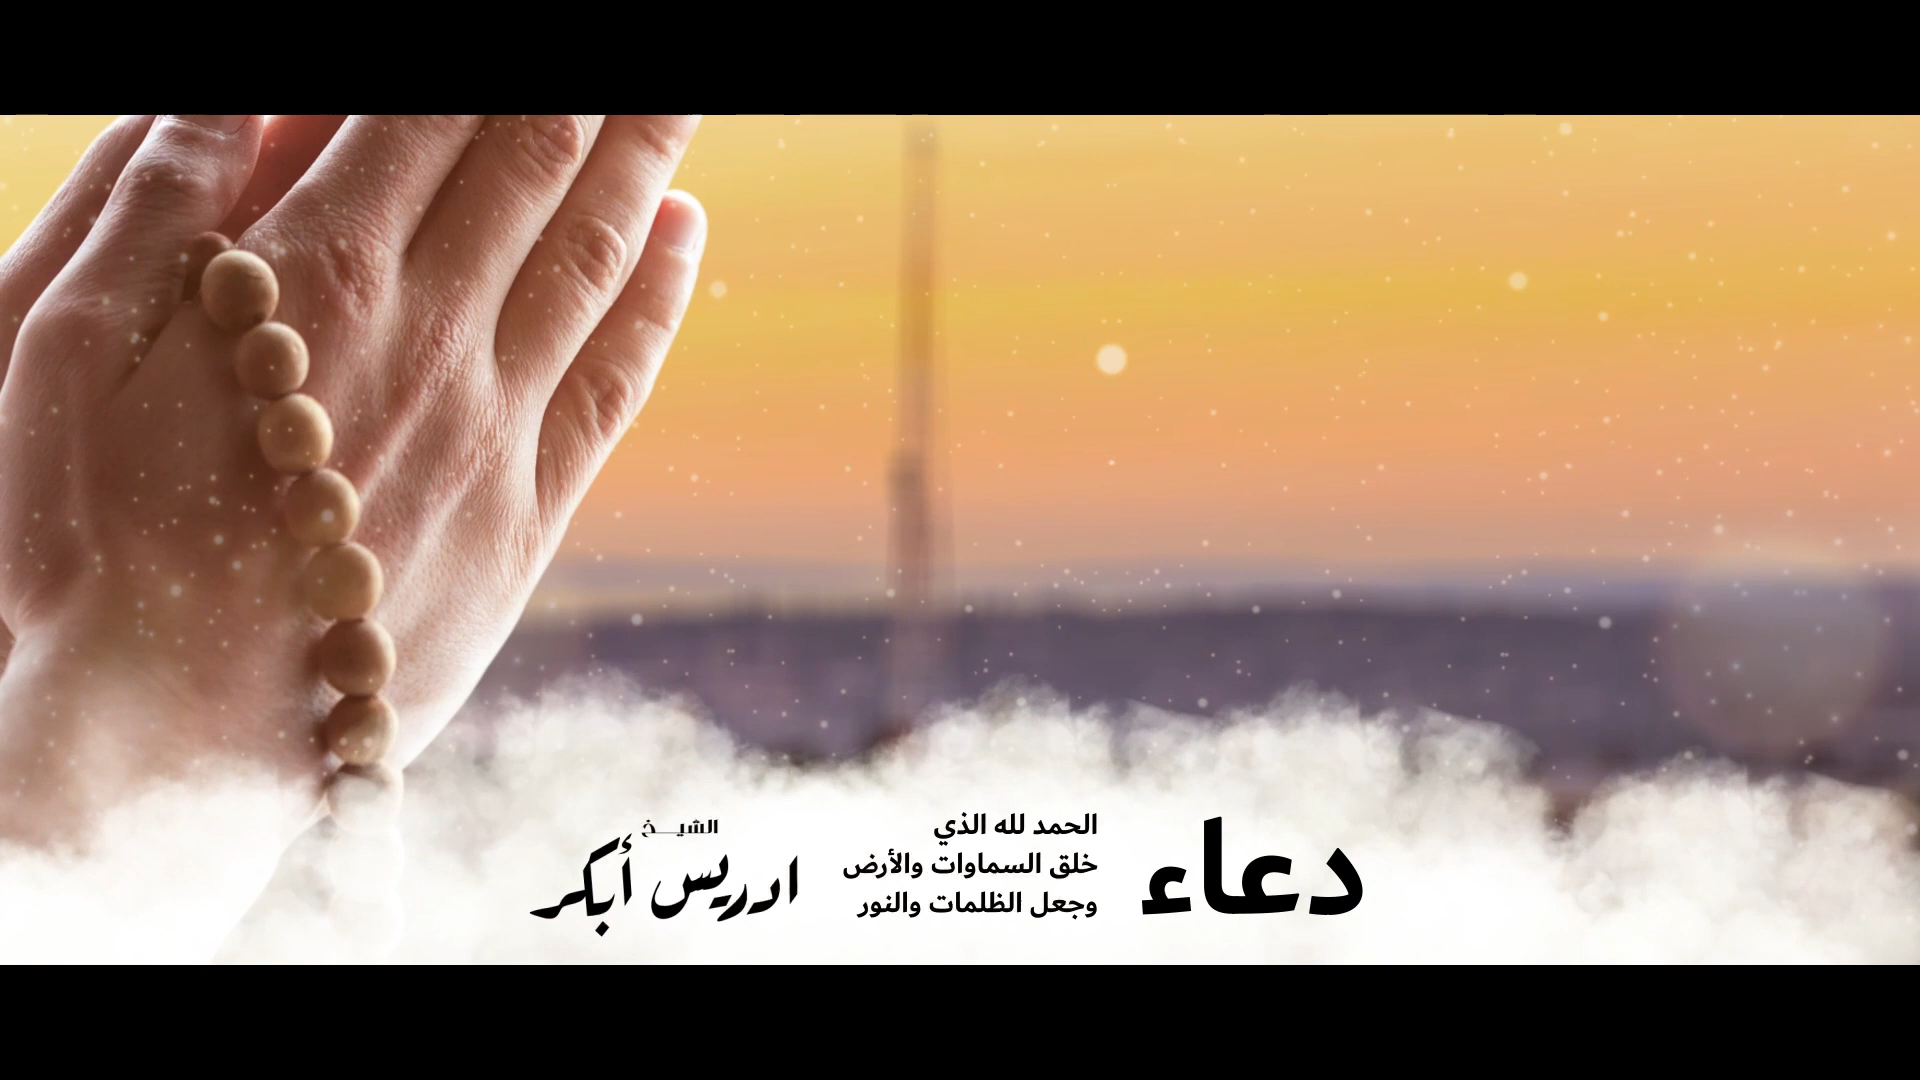 دعاء
الحمد لله الذي
خلق السماوات والأرض
وجعل الظلمات والنور
الشيخ
ادريس أبكر